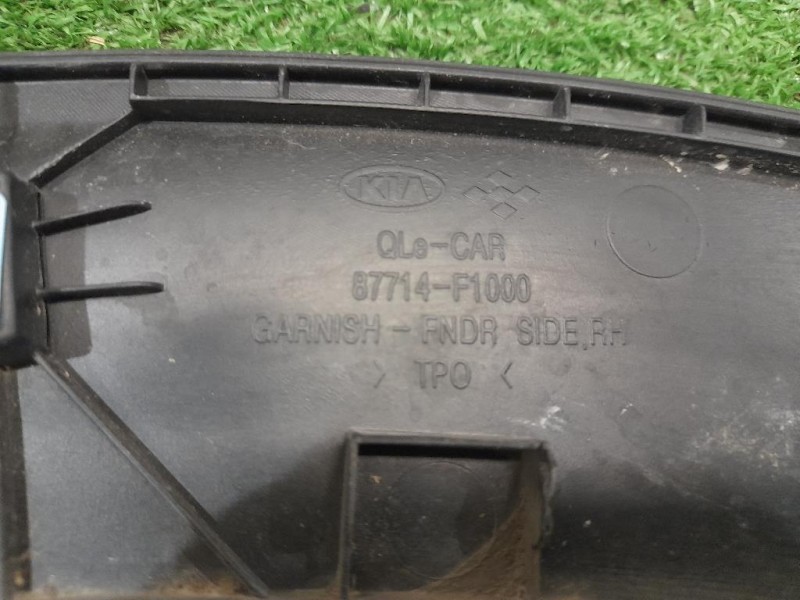 KIA
QLe-CAR
87714-F1000
GARNISH - FNDR SIDE,RH
> TPO <